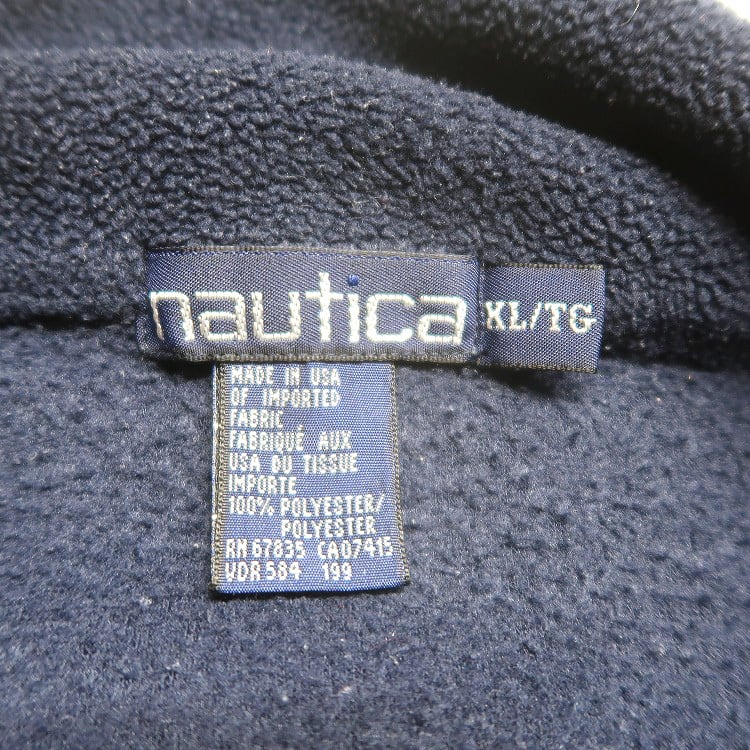 nautica
XL/TG
MADE IN USA
OF IMPORTED
FABRIC
FABRIQUÉ AUX
USA DU TISSUE
IMPORTE
100% POLYESTER/
POLYESTER
RN 67835 CA07415
VDR 584 199